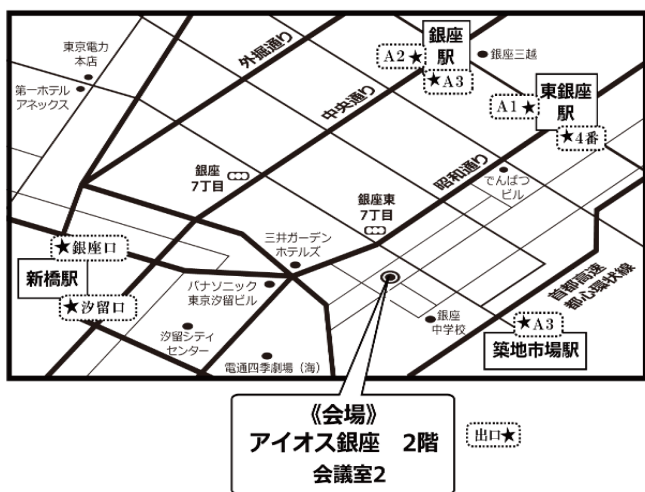 東京電力
本店
第一ホテル
アネックス
外掘通り
中央通り
銀座
駅
A2★
★A3
銀座三越
東銀座
駅
A1★
★4番
昭和通り
でんぱつ
ビル
銀座
7丁目
銀座東
7丁目
三井ガーデン
ホテルズ
★銀座口
新橋駅
★汐留口
パナソニック
東京汐留ビル
汐留シティ
センター
電通四季劇場（海）
銀座
中学校
首都高速
都心環状線
★A3
築地市場駅
《会場》
アイオス銀座　2階
会議室2
出口★